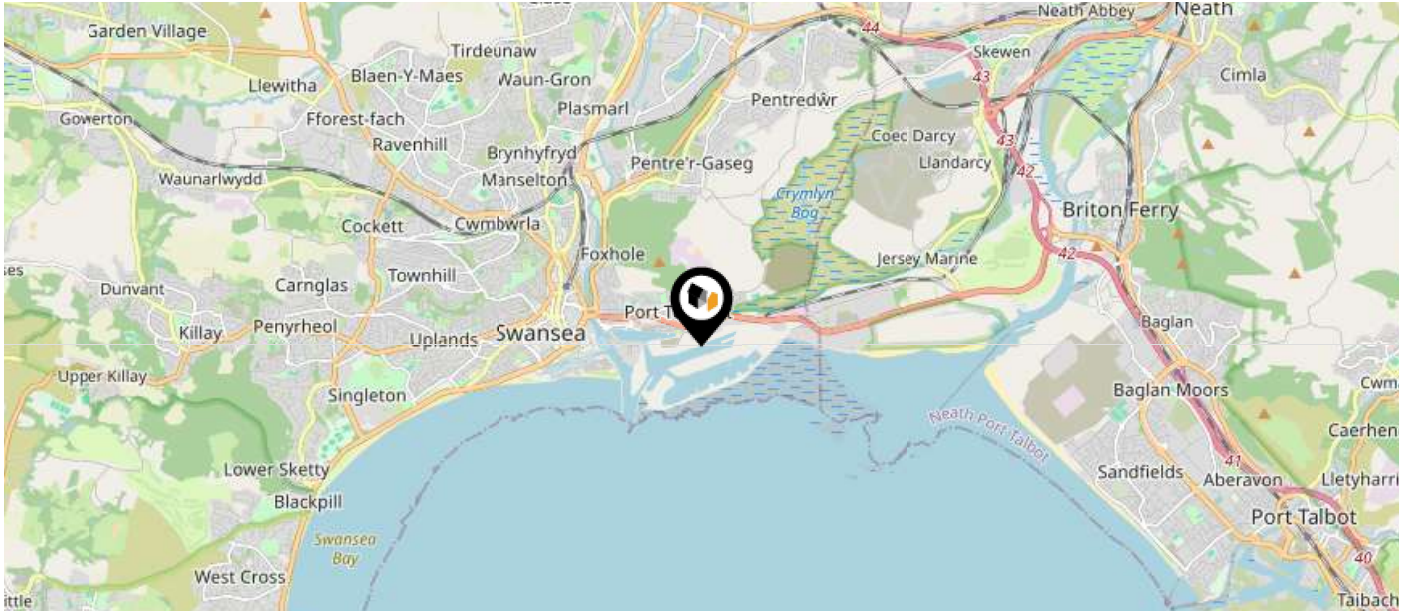 Neath Abbey
Neath
44
Garden Village
Tirdeunaw
Skewen
Blaen-Y-Maes
Waun-Gron
43
Cimla
Llewitha
Plasmarl
Pentredŵr
Gowerton
Fforest-fach
Coed Darcy
Ravenhill
43
Brynhyfryd
Pentre'r-Gaseg
Llandarcy
42
Waunarlwydd
Manselton
Crymlyn
Bog
Briton Ferry
Cockett
Cwmbwrla
Foxhole
Jersey Marine
42
Townhill
Dunvant
Carnglas
Port T
Baglan
Killay
Penyrheol
Uplands
Swansea
Upper Killay
Singleton
Baglan Moors
Cwm
Neath Port Talbot
Caerhen
Lower Sketty
41
Sandfields
Aberavon
Lletyharri
Blackpill
Port Talbot
Swansea
Bay
40
West Cross
ittle
Taibach